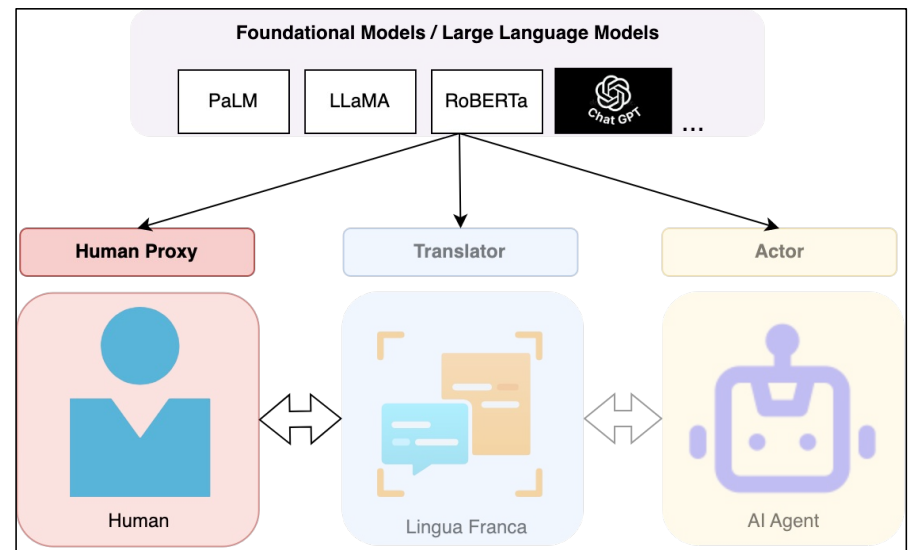 Foundational Models / Large Language Models
PaLM
LLaMA
RoBERTa
Chat GPT
...
Human Proxy
Translator
Actor
Human
Lingua Franca
AI Agent